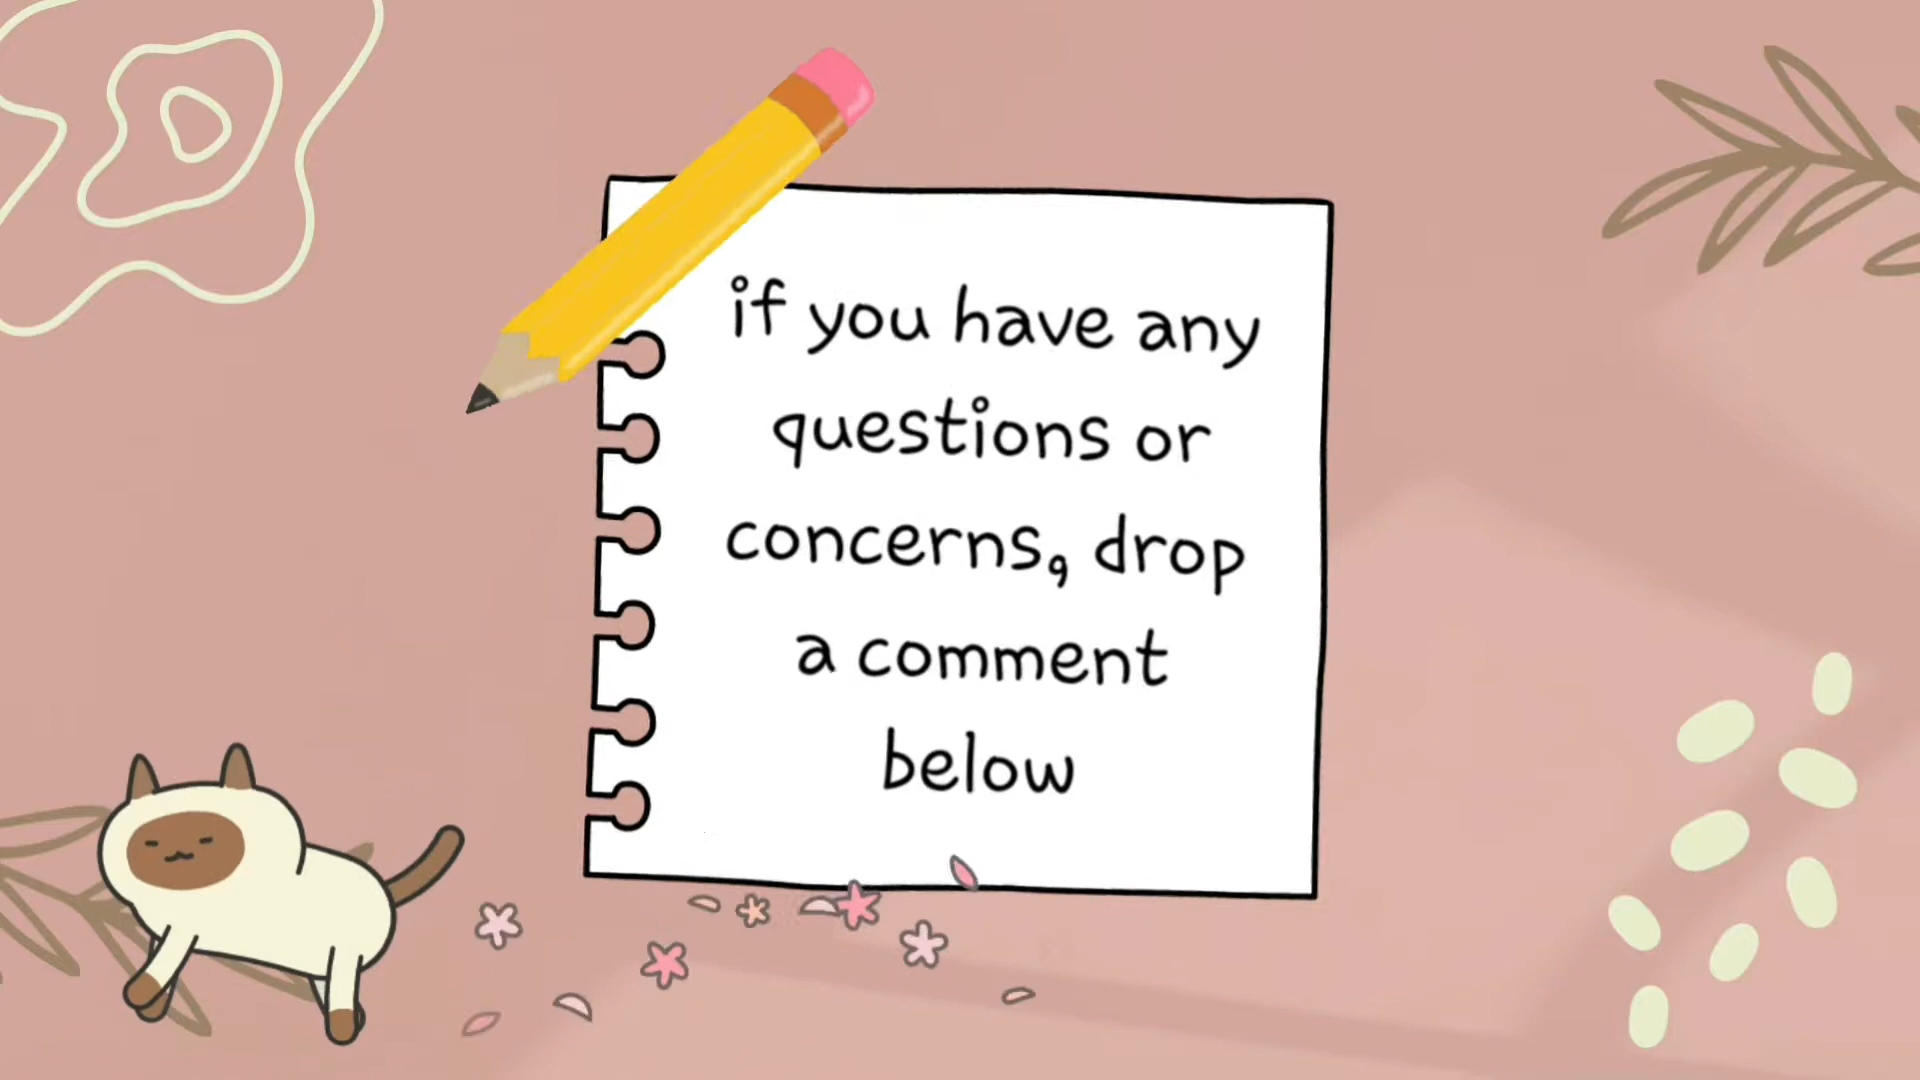 if you have any
questions or
concerns, drop
a comment
below